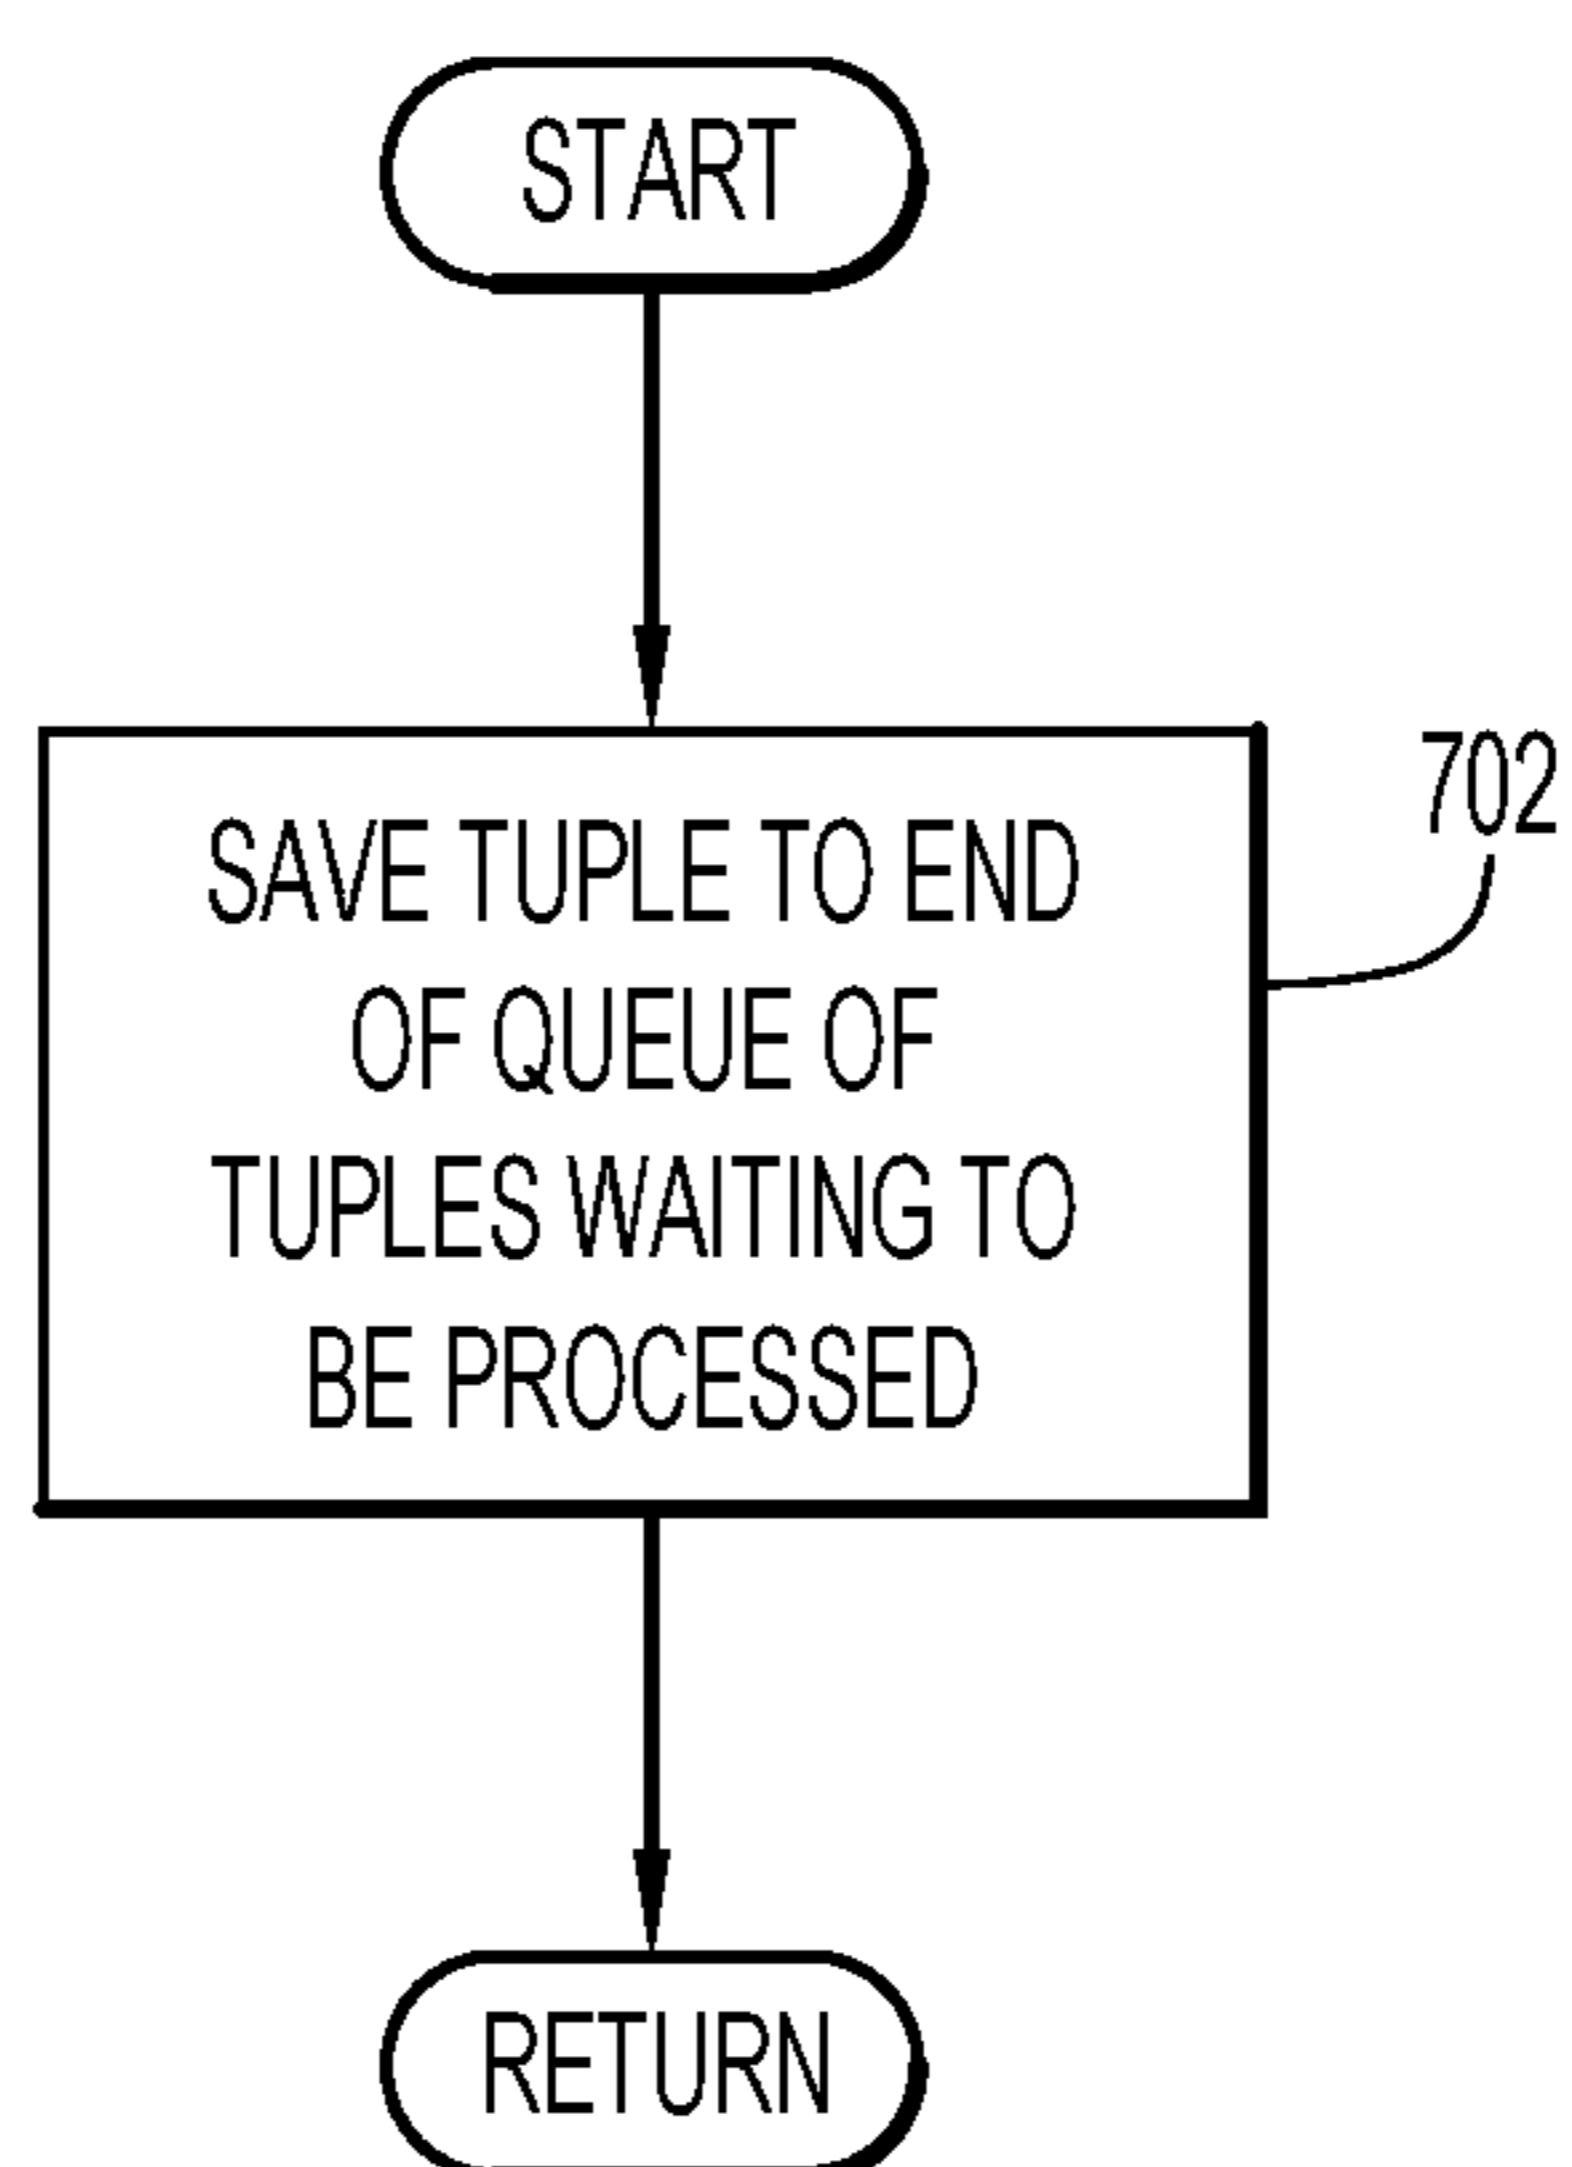 START
702
SAVE TUPLE TO END
OF QUEUE OF
TUPLES WAITING TO
BE PROCESSED
RETURN